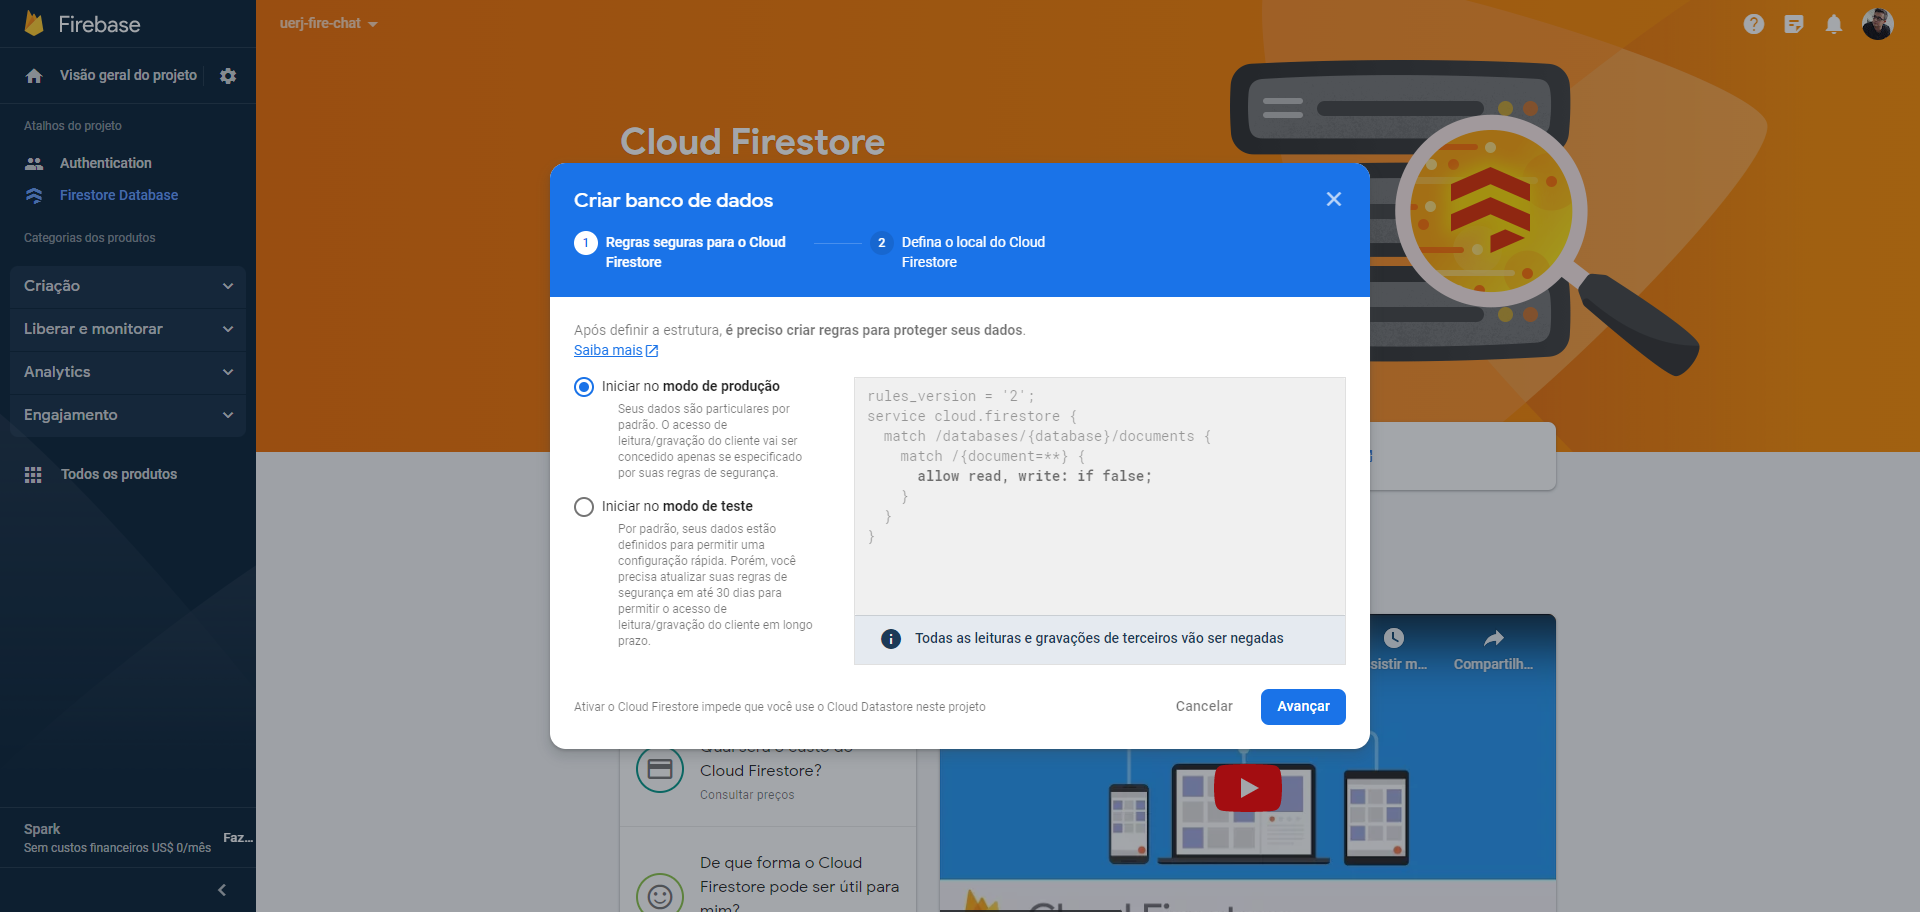 Firebase
Visão geral do projeto
Atalhos do projeto
Authentication
Firestore Database
Categorias dos produtos
Criação
Liberar e monitorar
Analytics
Engajamento
Todos os produtos
Spark
Sem custos financeiros US$ 0/mês
Faz...
uerj-fire-chat
Cloud Firestore
Criar banco de dados
1
Regras seguras para o Cloud
Firestore
2
Defina o local do Cloud
Firestore
Após definir a estrutura, é preciso criar regras para proteger seus dados.
Saiba mais
Iniciar no modo de produção
Seus dados são particulares por
padrão. O acesso de
leitura/gravação do cliente vai ser
concedido apenas se especificado
por suas regras de segurança.
Iniciar no modo de teste
Por padrão, seus dados estão
definidos para permitir uma
configuração rápida. Porém, você
precisa atualizar suas regras de
segurança em até 30 dias para
permitir o acesso de
leitura/gravação do cliente em longo
prazo.
rules_version = '2';
service cloud.firestore {
match /databases/{database}/documents {
match /{document=**} {
allow read, write: if false;
}
}
}
Todas as leituras e gravações de terceiros vão ser negadas
Ativar o Cloud Firestore impede que você use o Cloud Datastore neste projeto
Cancelar
Avançar
sistir m...
Compartilh...
Qual será o custo do
Cloud Firestore?
Consultar preços
De que forma o Cloud
Firestore pode ser útil para
mim?
Cloud Firestore